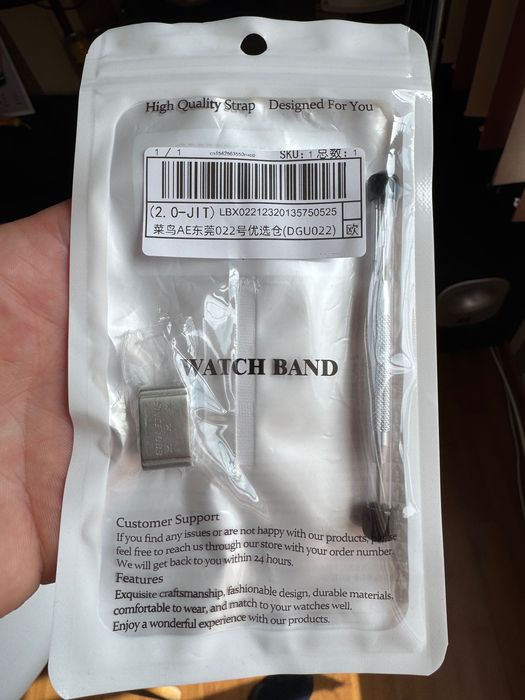 High Quality Strap Designed For You
1 / 1 SKU: 1 总数: 1
(2.0-JIT) LBX02212320135750525
菜鸟AE东莞022号优选仓(DGU022) 欧
WATCH BAND
Customer Support
If you find any issues or are not happy with our products, please
feel free to reach us through our store with your order number.
We will get back to you within 24 hours.
Features
Exquisite craftsmanship, fashionable design, durable materials,
comfortable to wear, and match to your watches well.
Enjoy a wonderful experience with our products.